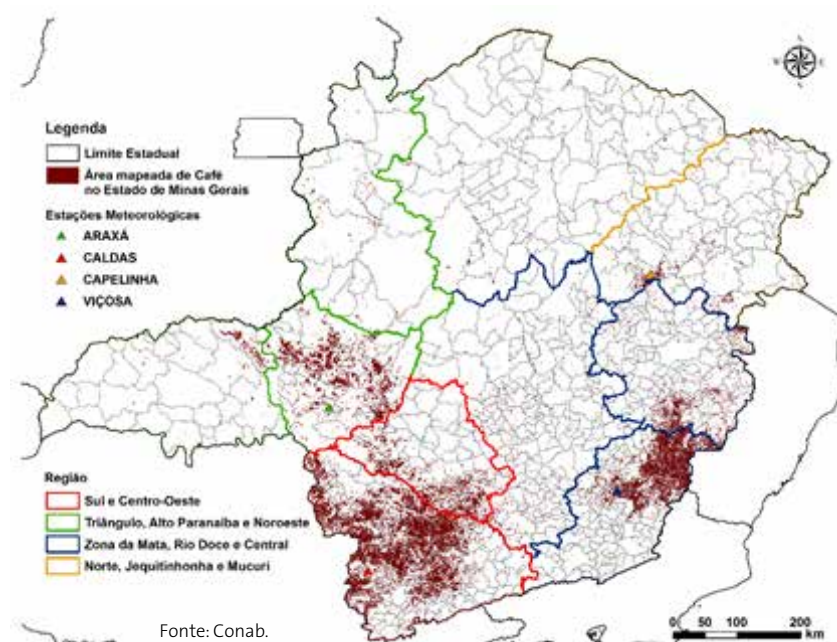 N
W E
S
Legenda
Limite Estadual
Área mapeada de Café
no Estado de Minas Gerais
Estações Meteorológicas
ARAXÁ
CALDAS
CAPELINHA
VIÇOSA
Região
Sul e Centro-Oeste
Triângulo, Alto Paranaíba e Noroeste
Zona da Mata, Rio Doce e Central
Norte, Jequitinhonha e Mucuri
Fonte: Conab.
0 50 100 200
km